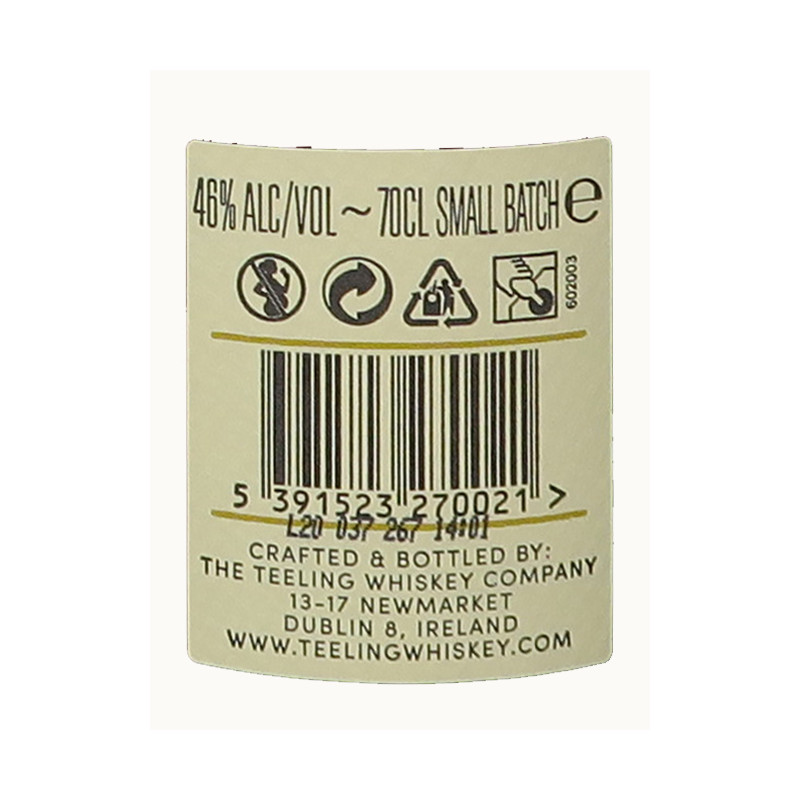 46% ALC/VOL ~ 70CL SMALL BATCH ℮
602003
5 391523 270021 >
L20 037 267 14:01
CRAFTED & BOTTLED BY:
THE TEELING WHISKEY COMPANY
13-17 NEWMARKET
DUBLIN 8, IRELAND
WWW.TEELINGWHISKEY.COM